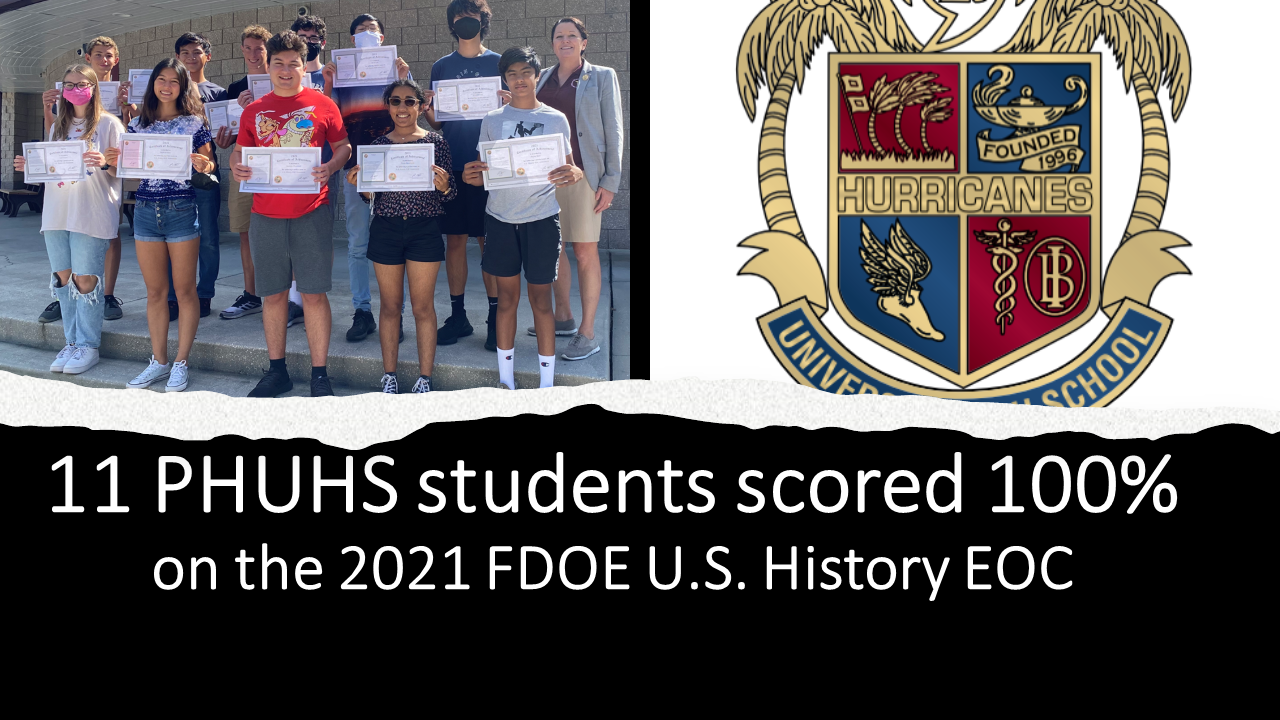 FOUNDED
1996
HURRICANES
IB
11 PHUHS students scored 100%
on the 2021 FDOE U.S. History EOC